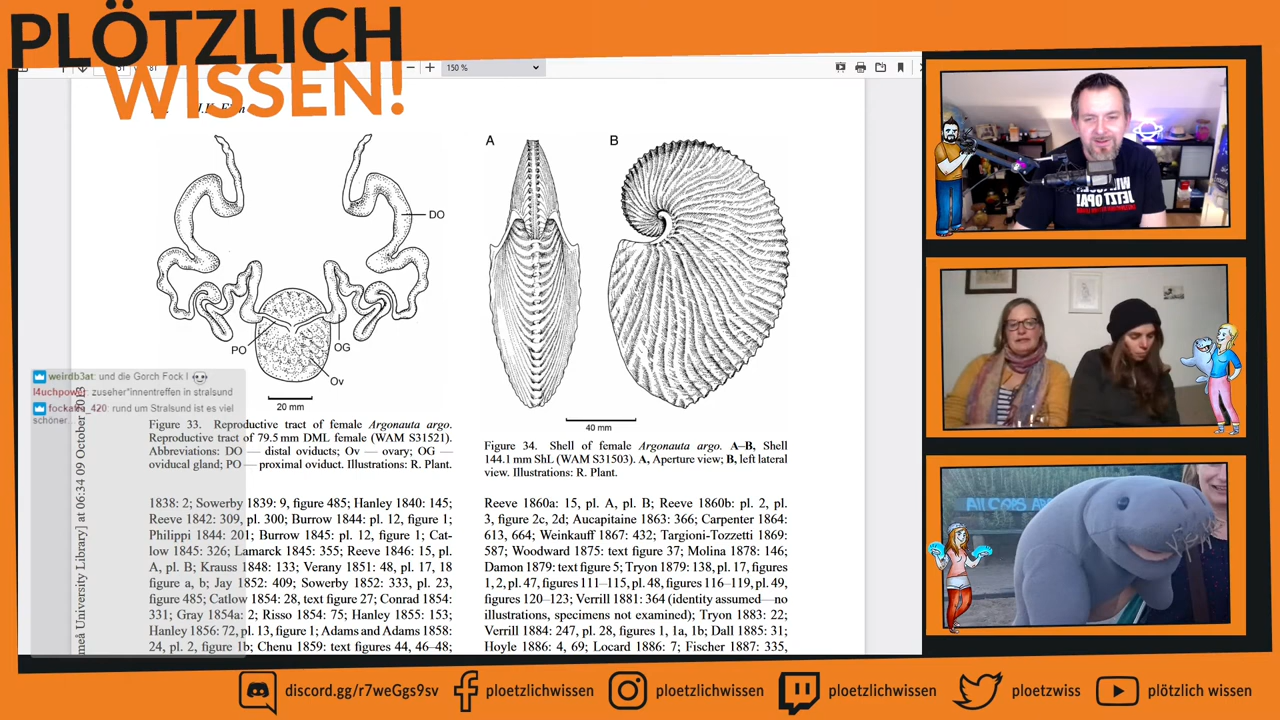 PLÖTZLICH
WISSEN!
150 %
A
B
DO
PO
OG
Ov
20 mm
40 mm
Figure 33. Reproductive tract of female Argonauta argo.
Reproductive tract of 79.5 mm DML female (WAM S31521).
Abbreviations: DO — distal oviducts; Ov — ovary; OG —
oviducal gland; PO — proximal oviduct. Illustrations: R. Plant.
1838: 2; Sowerby 1839: 9, figure 485; Hanley 1840: 145;
Reeve 1842: 309, pl. 300; Burrow 1844: pl. 12, figure 1;
Philippi 1844: 201; Burrow 1845: pl. 12, figure 1; Cat-
low 1845: 326; Lamarck 1845: 355; Reeve 1846: 15, pl.
A, pl. B; Krauss 1848: 133; Verany 1851: 48, pl. 17, 18
figure a, b; Jay 1852: 409; Sowerby 1852: 333, pl. 23,
figure 485; Catlow 1854: 28, text figure 27; Conrad 1854:
331; Gray 1854a: 2; Risso 1854: 75; Hanley 1855: 153;
Hanley 1856: 72, pl. 13, figure 1; Adams and Adams 1858:
24, pl. 2, figure 1b; Chenu 1859: text figures 44, 46–48;
Figure 34. Shell of female Argonauta argo. A–B, Shell
144.1 mm ShL (WAM S31503). A, Aperture view; B, left lateral
view. Illustrations: R. Plant.
Reeve 1860a: 15, pl. A, pl. B; Reeve 1860b: pl. 2, pl.
3, figure 2c, 2d; Aucapitaine 1863: 366; Carpenter 1864:
613, 664; Weinkauff 1867: 432; Targioni-Tozzetti 1869:
587; Woodward 1875: text figure 37; Molina 1878: 146;
Damon 1879: text figure 5; Tryon 1879: 138, pl. 17, figures
1, 2, pl. 47, figures 111–115, pl. 48, figures 116–119, pl. 49,
figures 120–123; Verrill 1881: 364 (identity assumed—no
illustrations, specimens not examined); Tryon 1883: 22;
Verrill 1884: 247, pl. 28, figures 1, 1a, 1b; Dall 1885: 31;
Hoyle 1886: 4, 69; Locard 1886: 7; Fischer 1887: 335,
University Library] at 06:34 09 October 2013
weirdb3at: und die Gorch Fock !
l4uchpower: zuseher*innentreffen in stralsund
rund um Stralsund ist es viel
schöner.
JETZT OPA!
discord.gg/r7weGgs9sv
ploetzlichwissen
ploetzlichwissen
ploetzlichwissen
ploetzwiss
plötzlich wissen